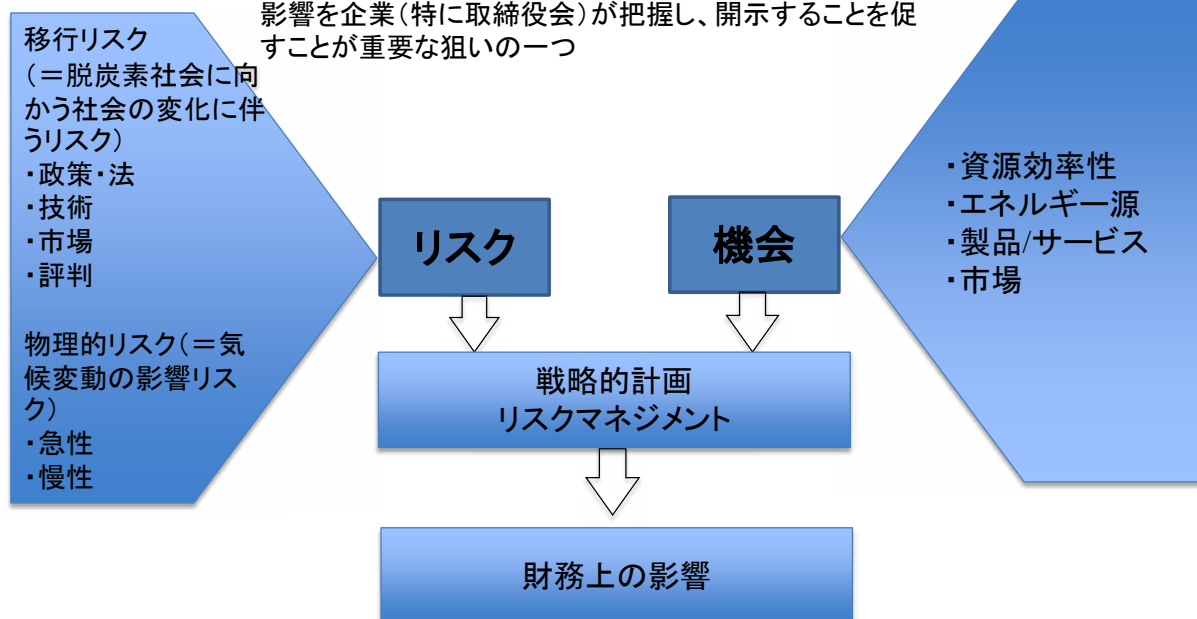 影響を企業（特に取締役会）が把握し、開示することを促
すことが重要な狙いの一つ
移行リスク
（＝脱炭素社会に向
かう社会の変化に伴
うリスク）
・政策・法
・技術
・市場
・評判
物理的リスク（＝気
候変動の影響リス
ク）
・急性
・慢性
リスク
機会
・資源効率性
・エネルギー源
・製品/サービス
・市場
戦略的計画
リスクマネジメント
財務上の影響